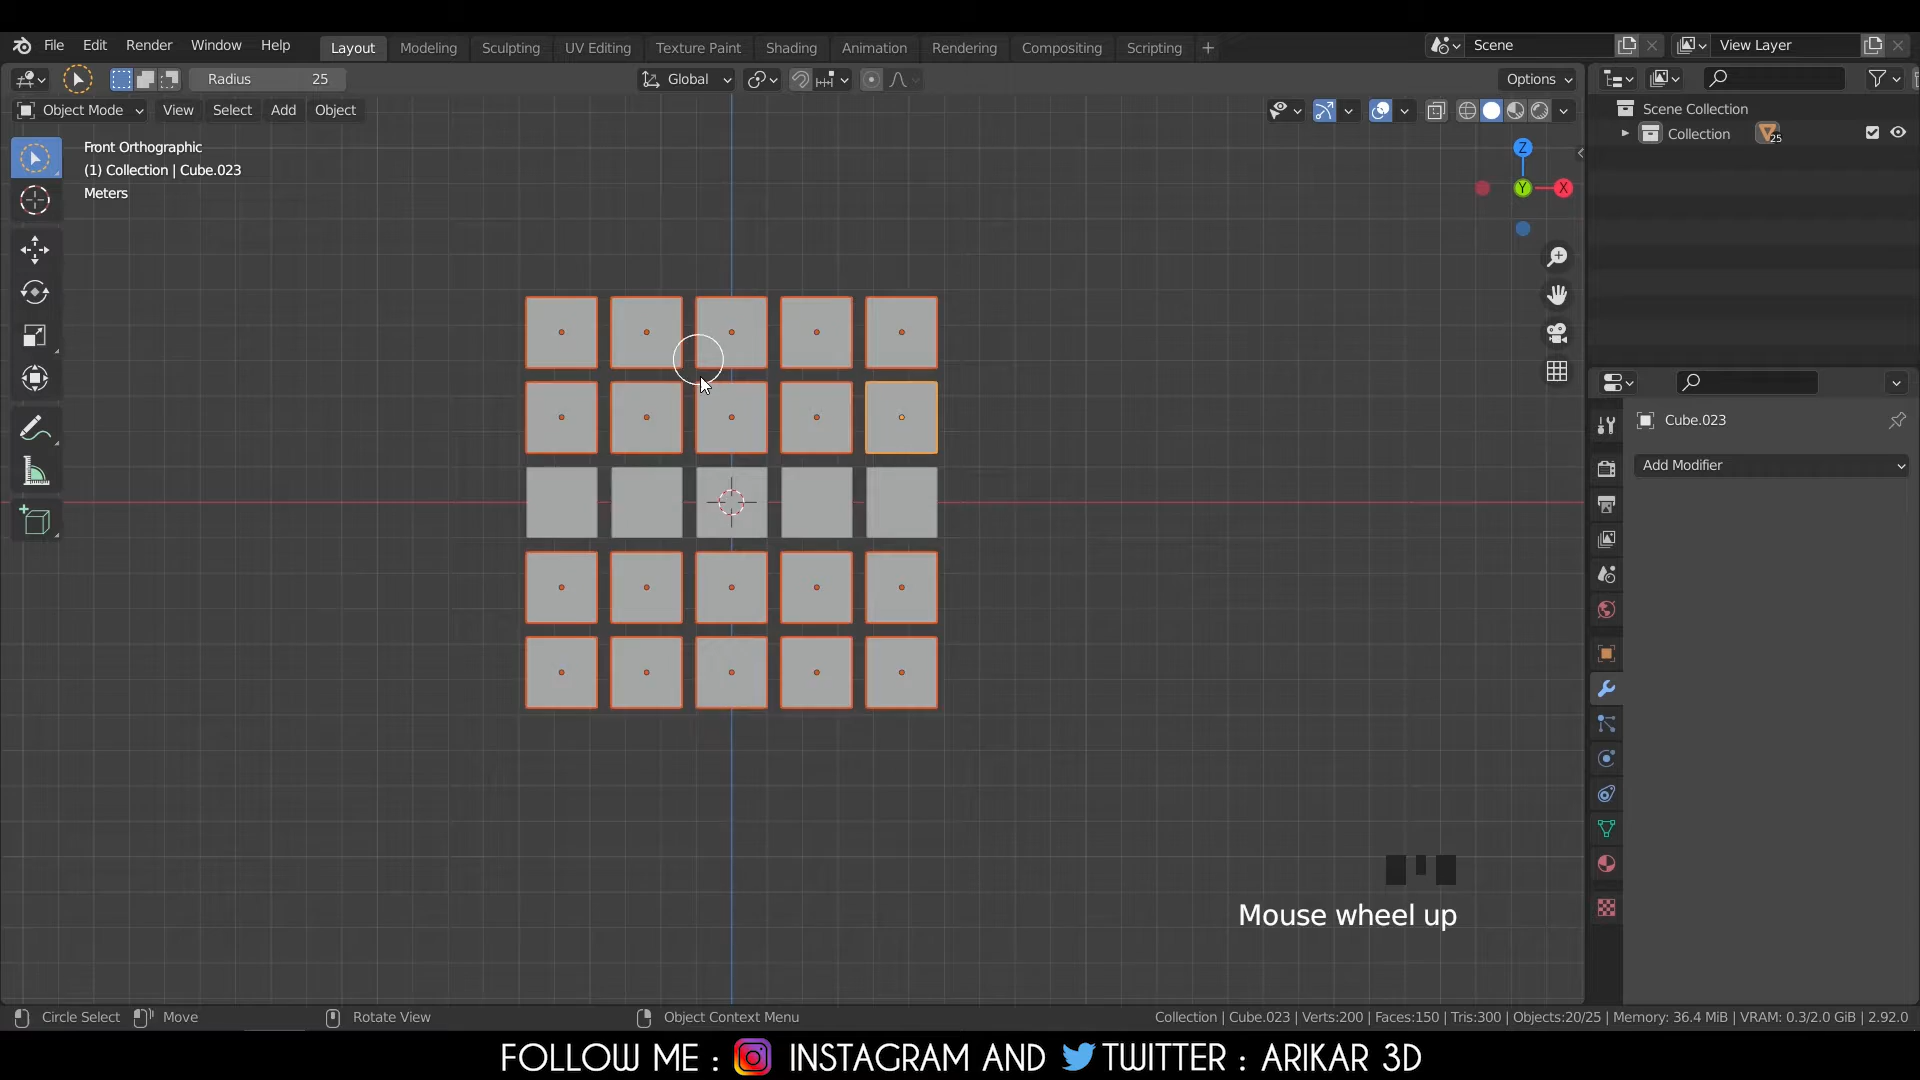 File Edit Render Window Help Layout Modeling Sculpting UV Editing Texture Paint Shading Animation Rendering Compositing Scripting + Scene View Layer
Radius 25 Global Options
Object Mode View Select Add Object
Scene Collection
Collection 25
Front Orthographic
(1) Collection | Cube.023
Meters
Z
Y
X
Cube.023
Add Modifier
Mouse wheel up
Circle Select Move Rotate View Object Context Menu Collection | Cube.023 | Verts:200 | Faces:150 | Tris:300 | Objects:20/25 | Memory: 36.4 MiB | VRAM: 0.3/2.0 GiB | 2.92.0
FOLLOW ME : INSTAGRAM AND TWITTER : ARIKAR 3D